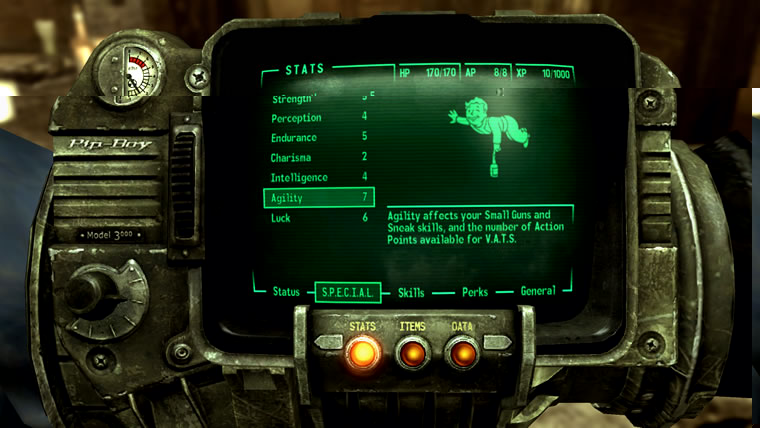 STATS
HP 170/170 AP 8/8 XP 10/1000
Strength
Perception 4
Endurance 5
Charisma 2
Intelligence 4
Agility 7
Luck 6
Agility affects your Small Guns and
Sneak skills, and the number of Action
Points available for V.A.T.S.
Status S.P.E.C.I.A.L. Skills Perks General
Pip-Boy
Model 3000
STATS ITEMS DATA